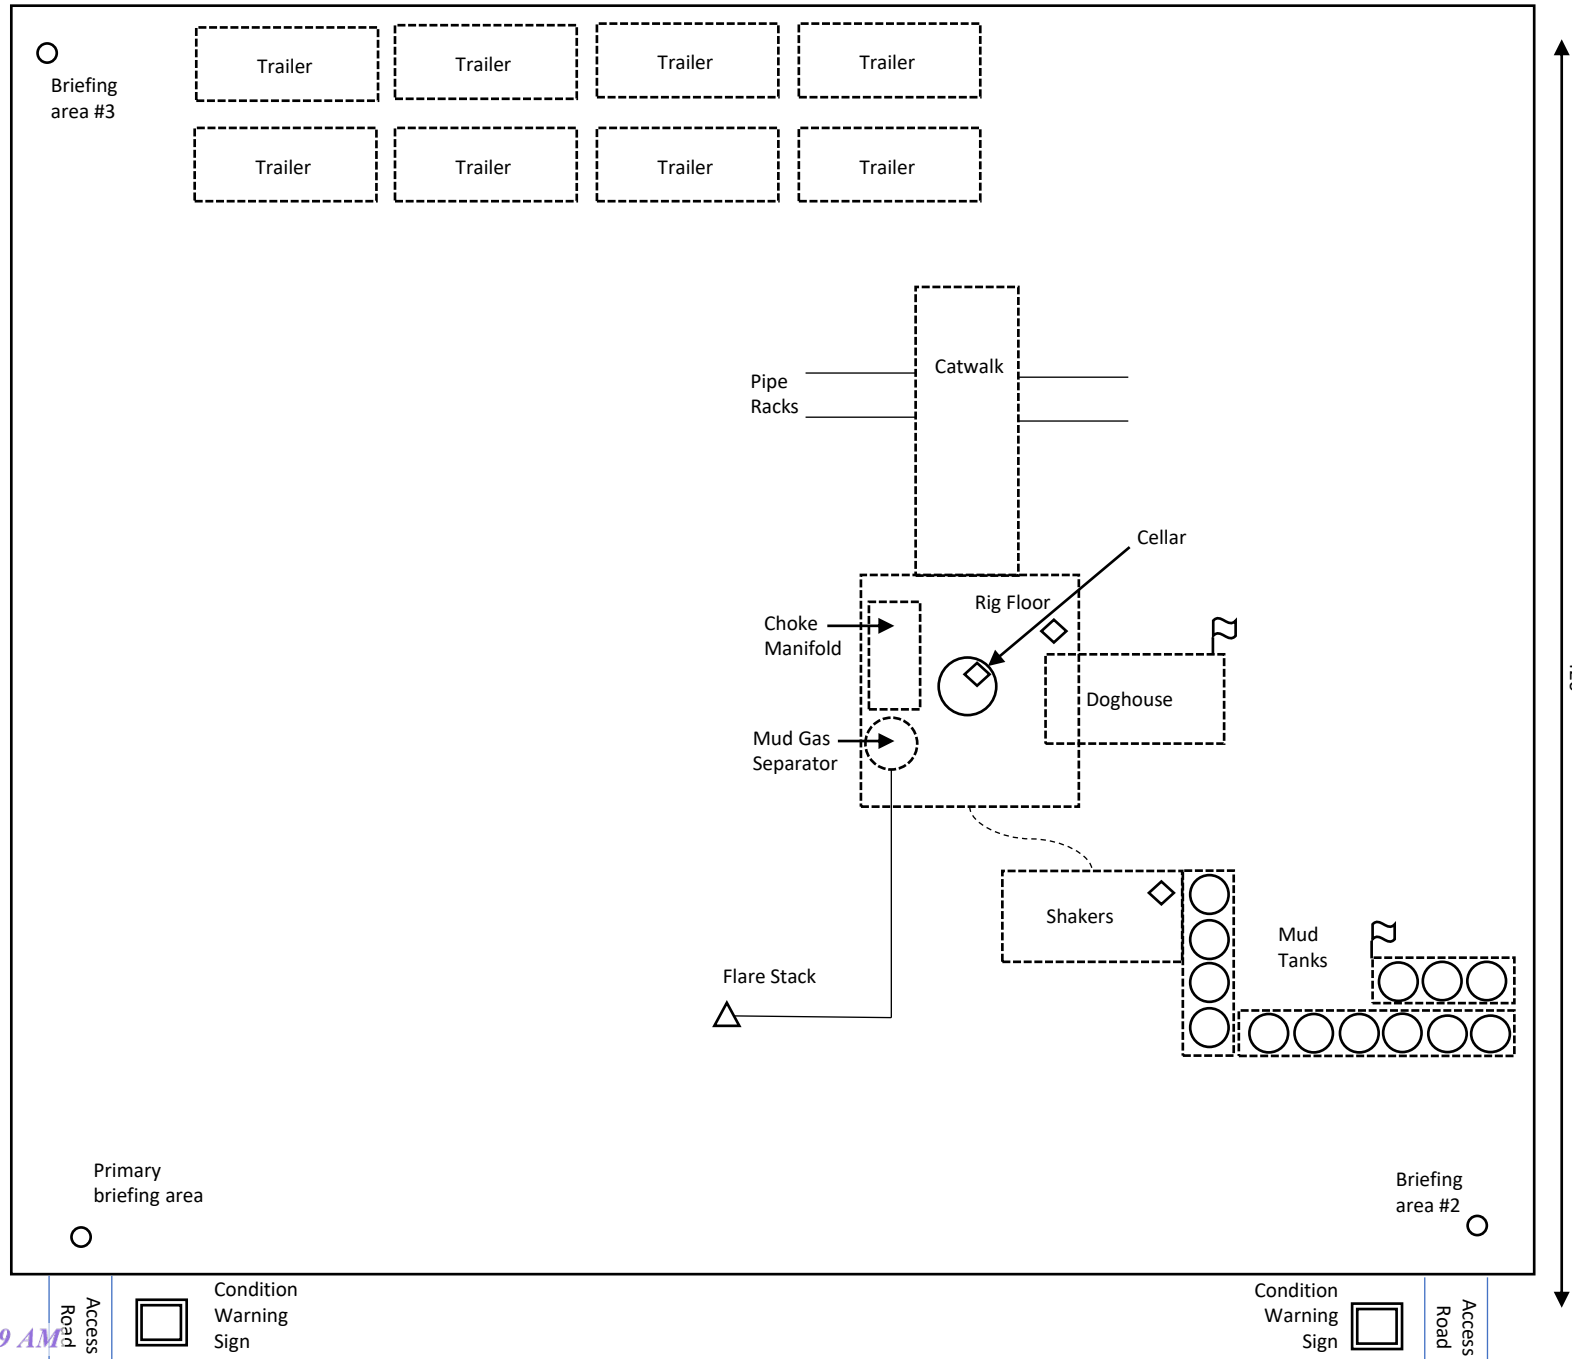 Trailer
Trailer
Trailer
Trailer
Briefing
area #3
Trailer
Trailer
Trailer
Trailer
Catwalk
Pipe
Racks
Cellar
Rig Floor
Choke
Manifold
Doghouse
Mud Gas
Separator
Shakers
Mud
Tanks
Flare Stack
Primary
briefing area
Briefing
area #2
Access
Road
Condition
Warning
Sign
Condition
Warning
Sign
Access
Road
9 AM